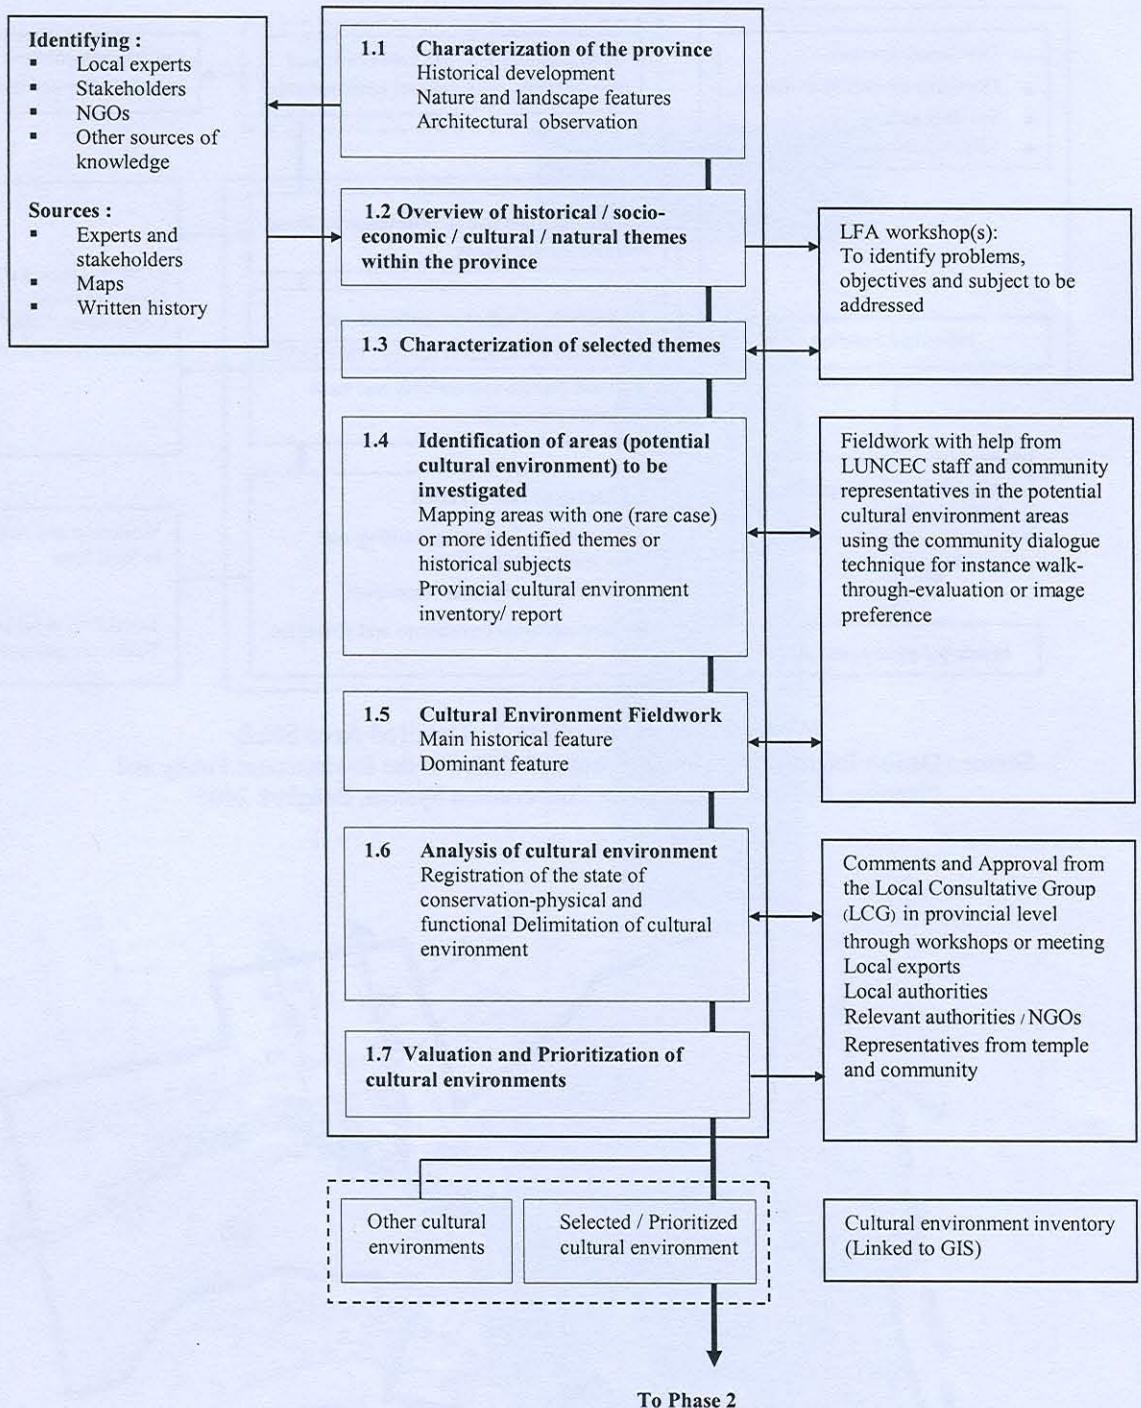 Identifying :
▪ Local experts
▪ Stakeholders
▪ NGOs
▪ Other sources of
knowledge
Sources :
▪ Experts and
stakeholders
▪ Maps
▪ Written history
1.1 Characterization of the province
Historical development
Nature and landscape features
Architectural observation
1.2 Overview of historical / socio-
economic / cultural / natural themes
within the province
LFA workshop(s):
To identify problems,
objectives and subject to be
addressed
1.3 Characterization of selected themes
1.4 Identification of areas (potential
cultural environment) to be
investigated
Mapping areas with one (rare case)
or more identified themes or
historical subjects
Provincial cultural environment
inventory/ report
Fieldwork with help from
LUNCEC staff and community
representatives in the potential
cultural environment areas
using the community dialogue
technique for instance walk-
through-evaluation or image
preference
1.5 Cultural Environment Fieldwork
Main historical feature
Dominant feature
1.6 Analysis of cultural environment
Registration of the state of
conservation-physical and
functional Delimitation of cultural
environment
Comments and Approval from
the Local Consultative Group
(LCG) in provincial level
through workshops or meeting
Local exports
Local authorities
Relevant authorities / NGOs
Representatives from temple
and community
1.7 Valuation and Prioritization of
cultural environments
Other cultural
environments
Selected / Prioritized
cultural environment
Cultural environment inventory
(Linked to GIS)
To Phase 2